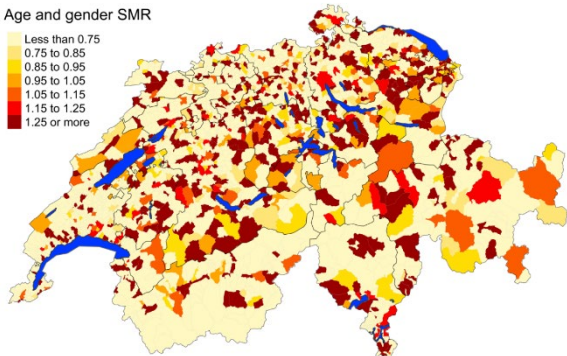 Age and gender SMR
Less than 0.75
0.75 to 0.85
0.85 to 0.95
0.95 to 1.05
1.05 to 1.15
1.15 to 1.25
1.25 or more